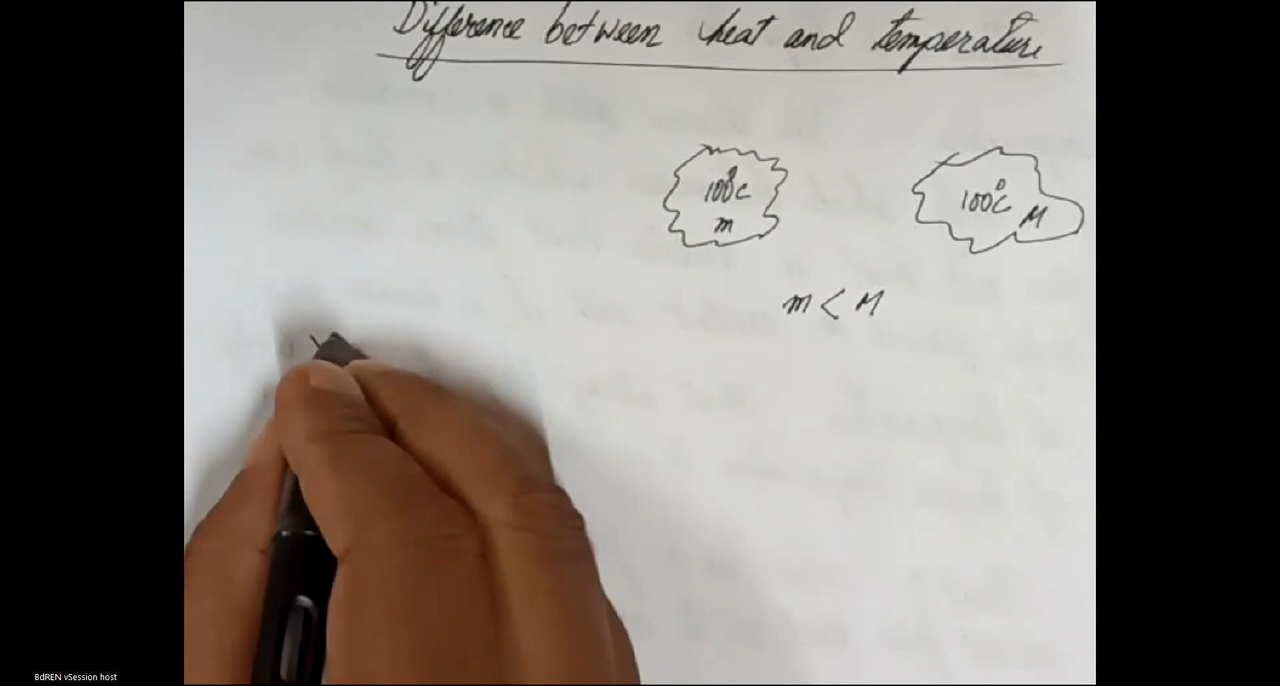 Difference between heat and temperature
100°C 100°C
m M
m < M
BdREN vSession host